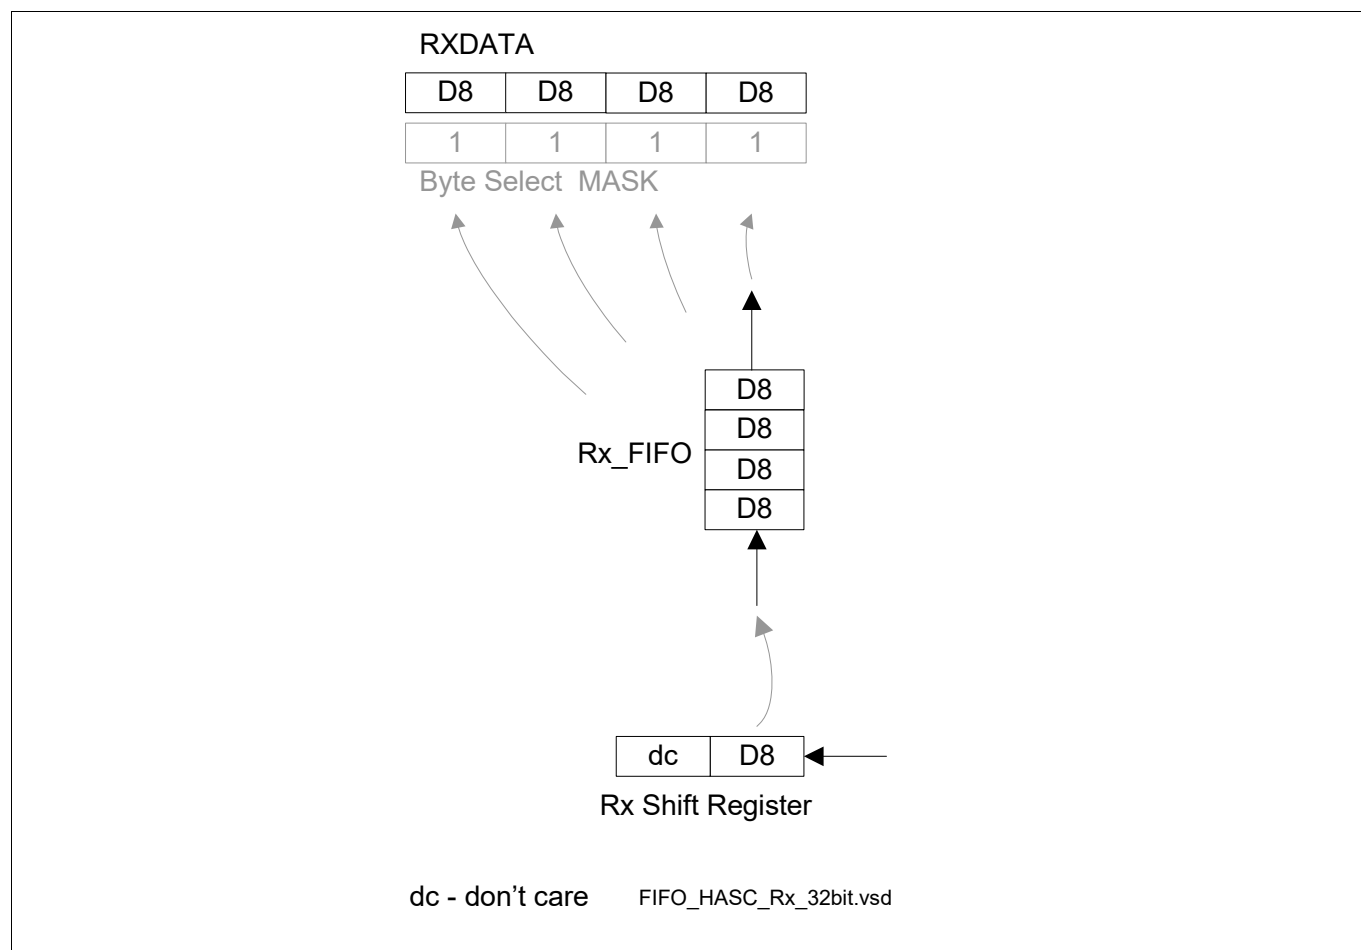 RXDATA
D8 D8 D8 D8
1 1 1 1
Byte Select MASK
D8
D8
Rx_FIFO
D8
D8
dc D8
Rx Shift Register
dc - don’t care FIFO_HASC_Rx_32bit.vsd